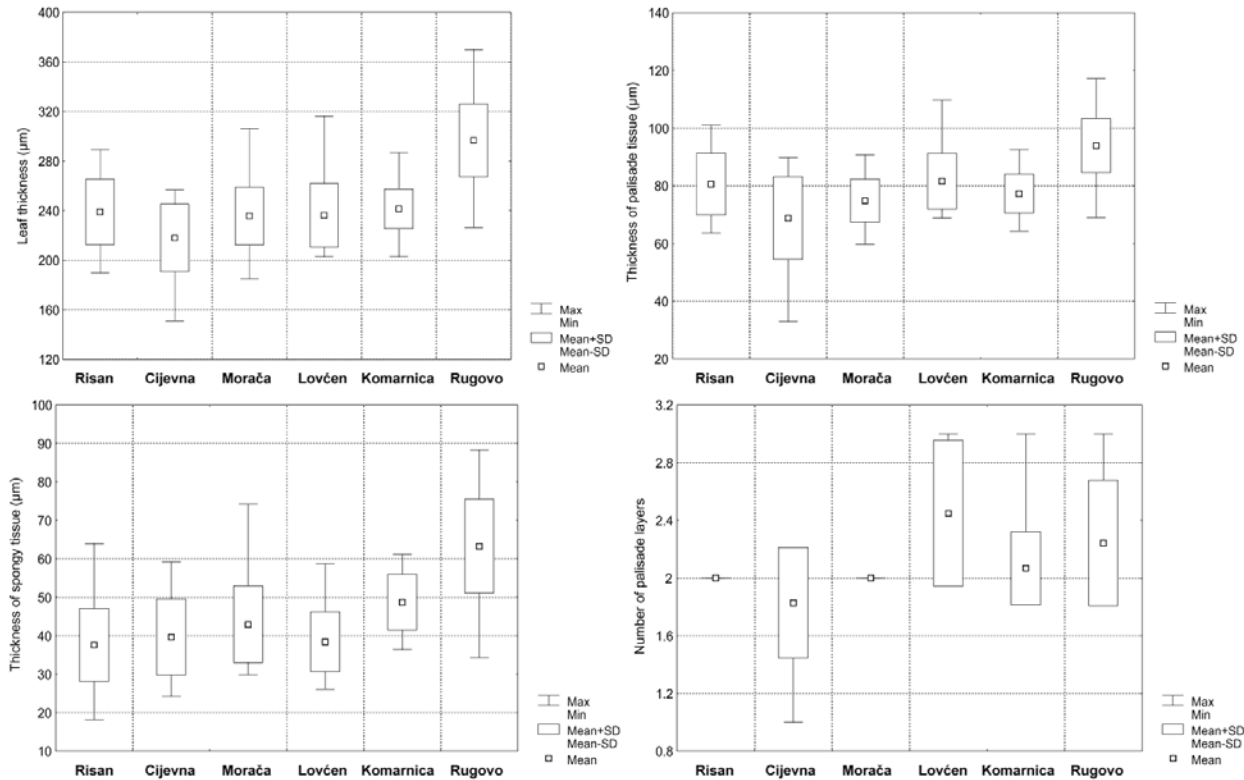 400
360
320
280
240
200
160
120
Leaf thickness (µm)
Risan Cijevna Morača Lovćen Komarnica Rugovo
Max
Min
Mean+SD
Mean-SD
Mean
140
120
100
80
60
40
20
Thickness of palisade tissue (µm)
Risan Cijevna Morača Lovćen Komarnica Rugovo
Max
Min
Mean+SD
Mean-SD
Mean
100
90
80
70
60
50
40
30
20
10
Thickness of spongy tissue (µm)
Risan Cijevna Morača Lovćen Komarnica Rugovo
Max
Min
Mean+SD
Mean-SD
Mean
3.2
2.8
2.4
2
1.6
1.2
0.8
Number of palisade layers
Risan Cijevna Morača Lovćen Komarnica Rugovo
Max
Min
Mean+SD
Mean-SD
Mean